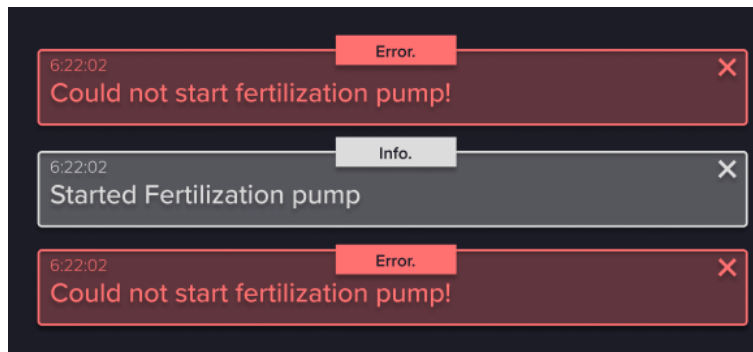 Error.
6:22:02
Could not start fertilization pump!
Info.
6:22:02
Started Fertilization pump
Error.
6:22:02
Could not start fertilization pump!